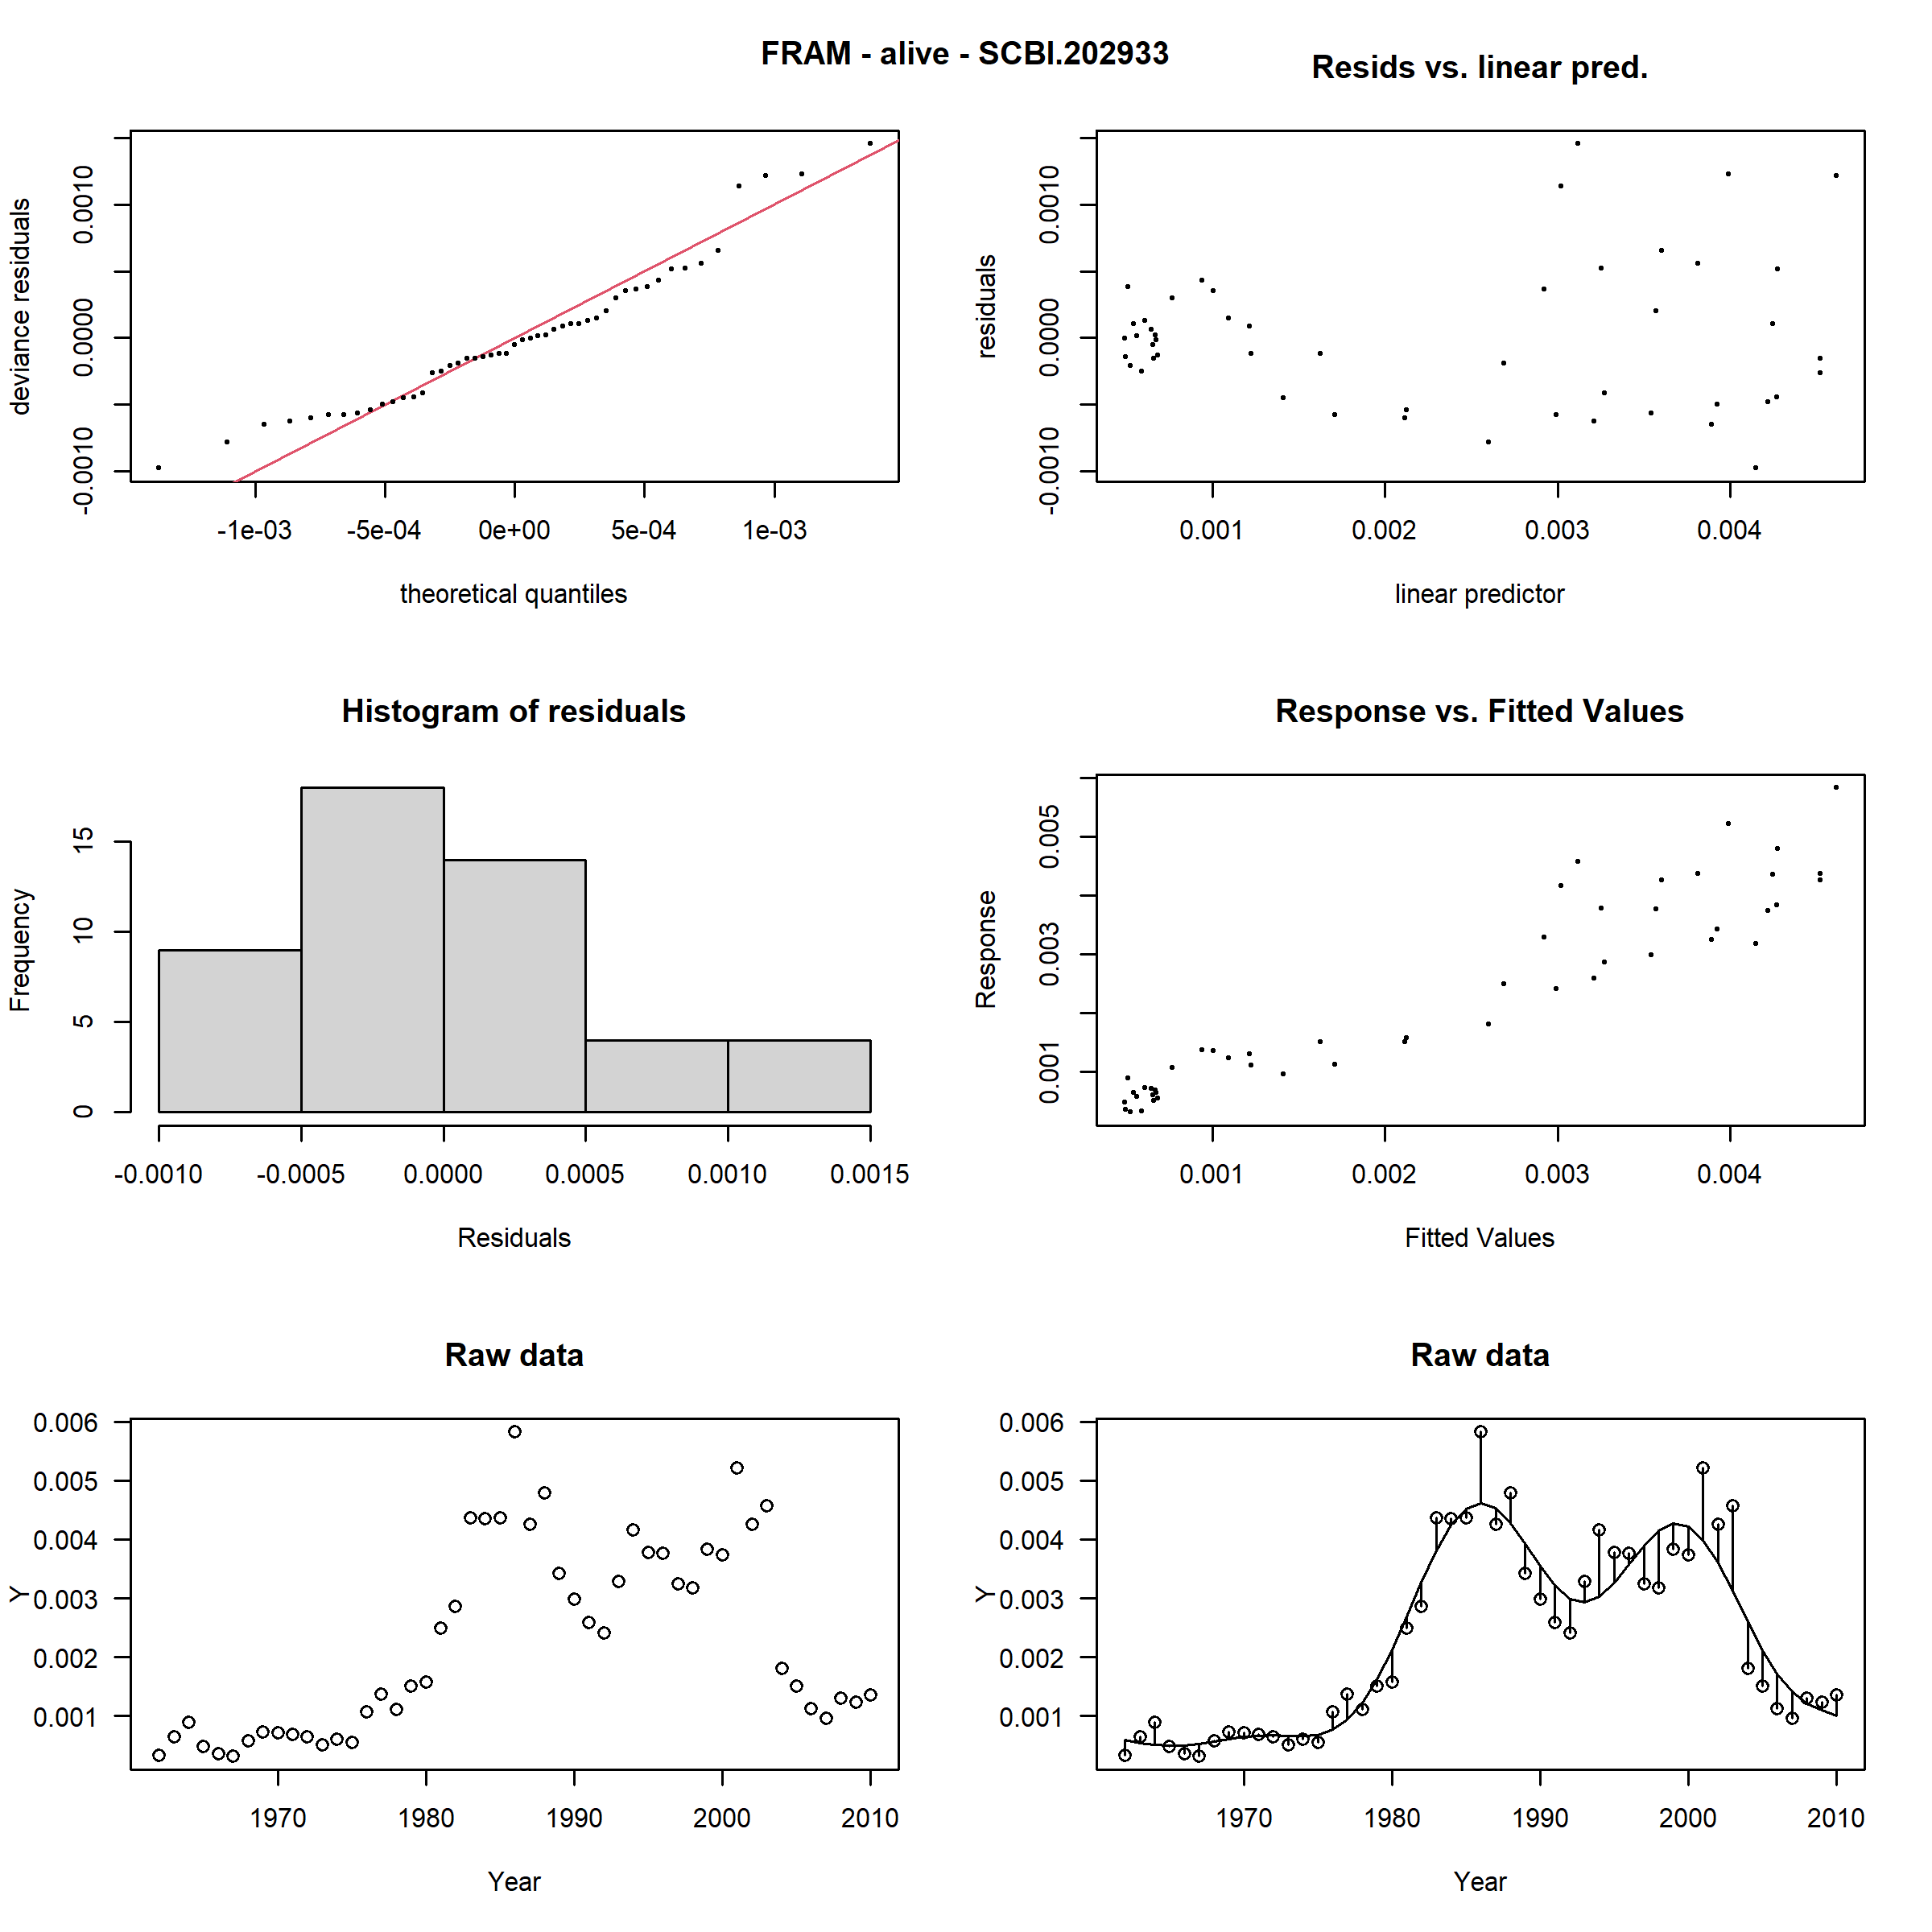 FRAM - alive - SCBI.202933
Resids vs. linear pred.
deviance residuals
-0.0010 0.0000 0.0010
-1e-03 -5e-04 0e+00 5e-04 1e-03
theoretical quantiles
residuals
-0.0010 0.0000 0.0010
0.001 0.002 0.003 0.004
linear predictor
Histogram of residuals
Frequency
0 5 10 15
-0.0010 -0.0005 0.0000 0.0005 0.0010 0.0015
Residuals
Response vs. Fitted Values
Response
0.001 0.003 0.005
0.001 0.002 0.003 0.004
Fitted Values
Raw data
Y
0.006
0.005
0.004
0.003
0.002
0.001
1970 1980 1990 2000 2010
Year
Raw data
Y
0.006
0.005
0.004
0.003
0.002
0.001
1970 1980 1990 2000 2010
Year